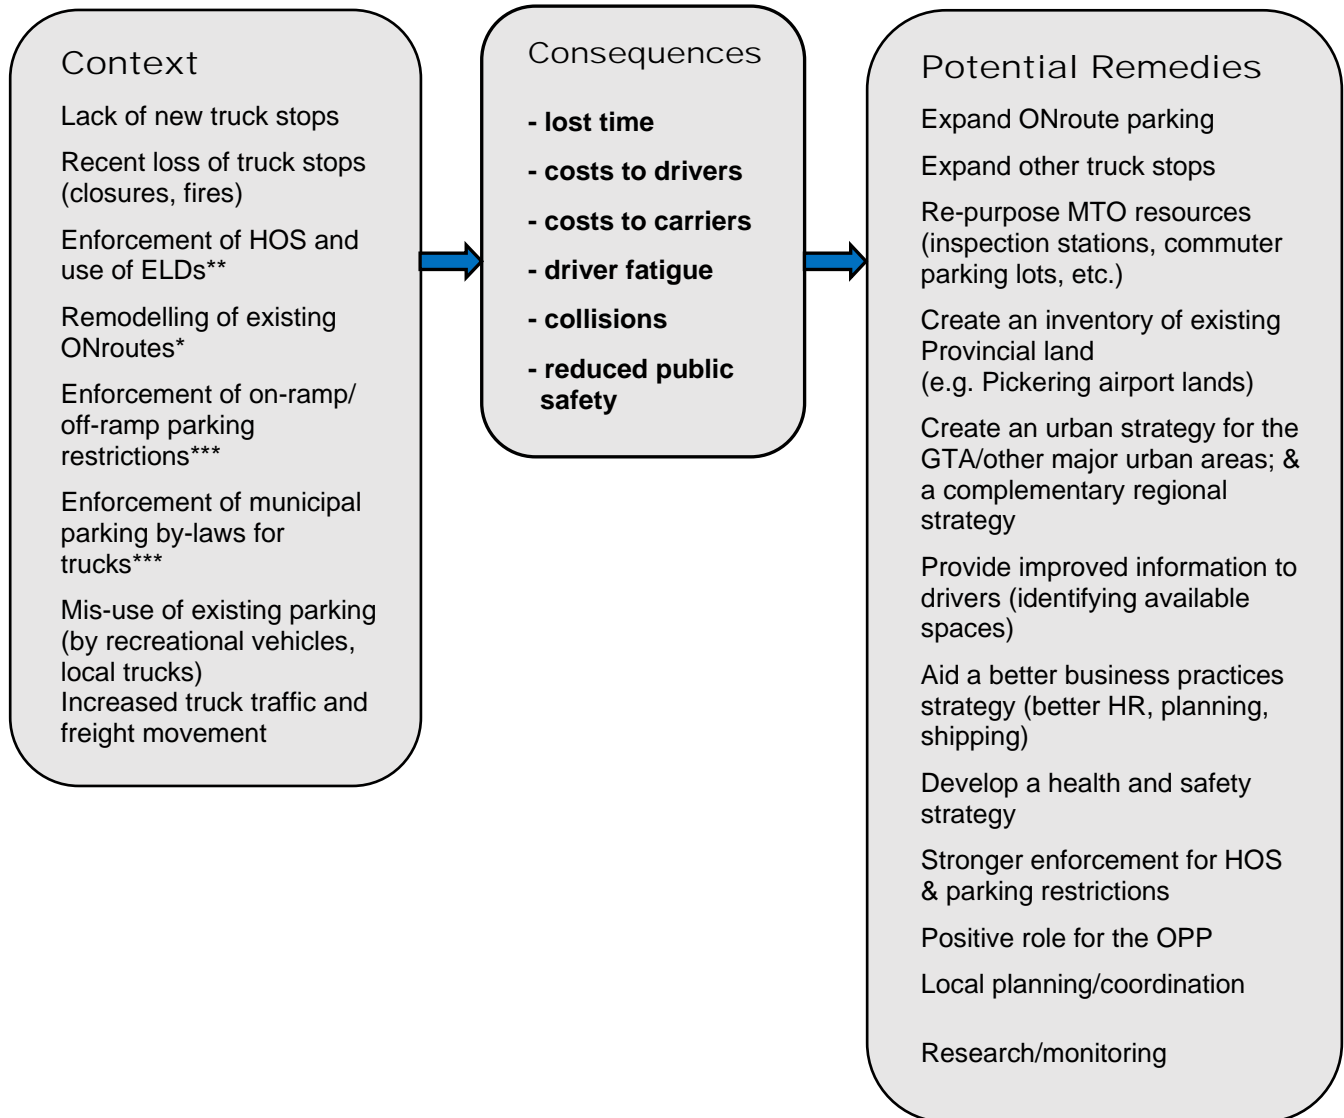 Context
Lack of new truck stops
Recent loss of truck stops
(closures, fires)
Enforcement of HOS and
use of ELDs**
Remodelling of existing
ONroutes*
Enforcement of on-ramp/
off-ramp parking
restrictions***
Enforcement of municipal
parking by-laws for
trucks***
Mis-use of existing parking
(by recreational vehicles,
local trucks)
Increased truck traffic and
freight movement
Consequences
- lost time
- costs to drivers
- costs to carriers
- driver fatigue
- collisions
- reduced public
safety
Potential Remedies
Expand ONroute parking
Expand other truck stops
Re-purpose MTO resources
(inspection stations, commuter
parking lots, etc.)
Create an inventory of existing
Provincial land
(e.g. Pickering airport lands)
Create an urban strategy for the
GTA/other major urban areas; &
a complementary regional
strategy
Provide improved information to
drivers (identifying available
spaces)
Aid a better business practices
strategy (better HR, planning,
shipping)
Develop a health and safety
strategy
Stronger enforcement for HOS
& parking restrictions
Positive role for the OPP
Local planning/coordination
Research/monitoring